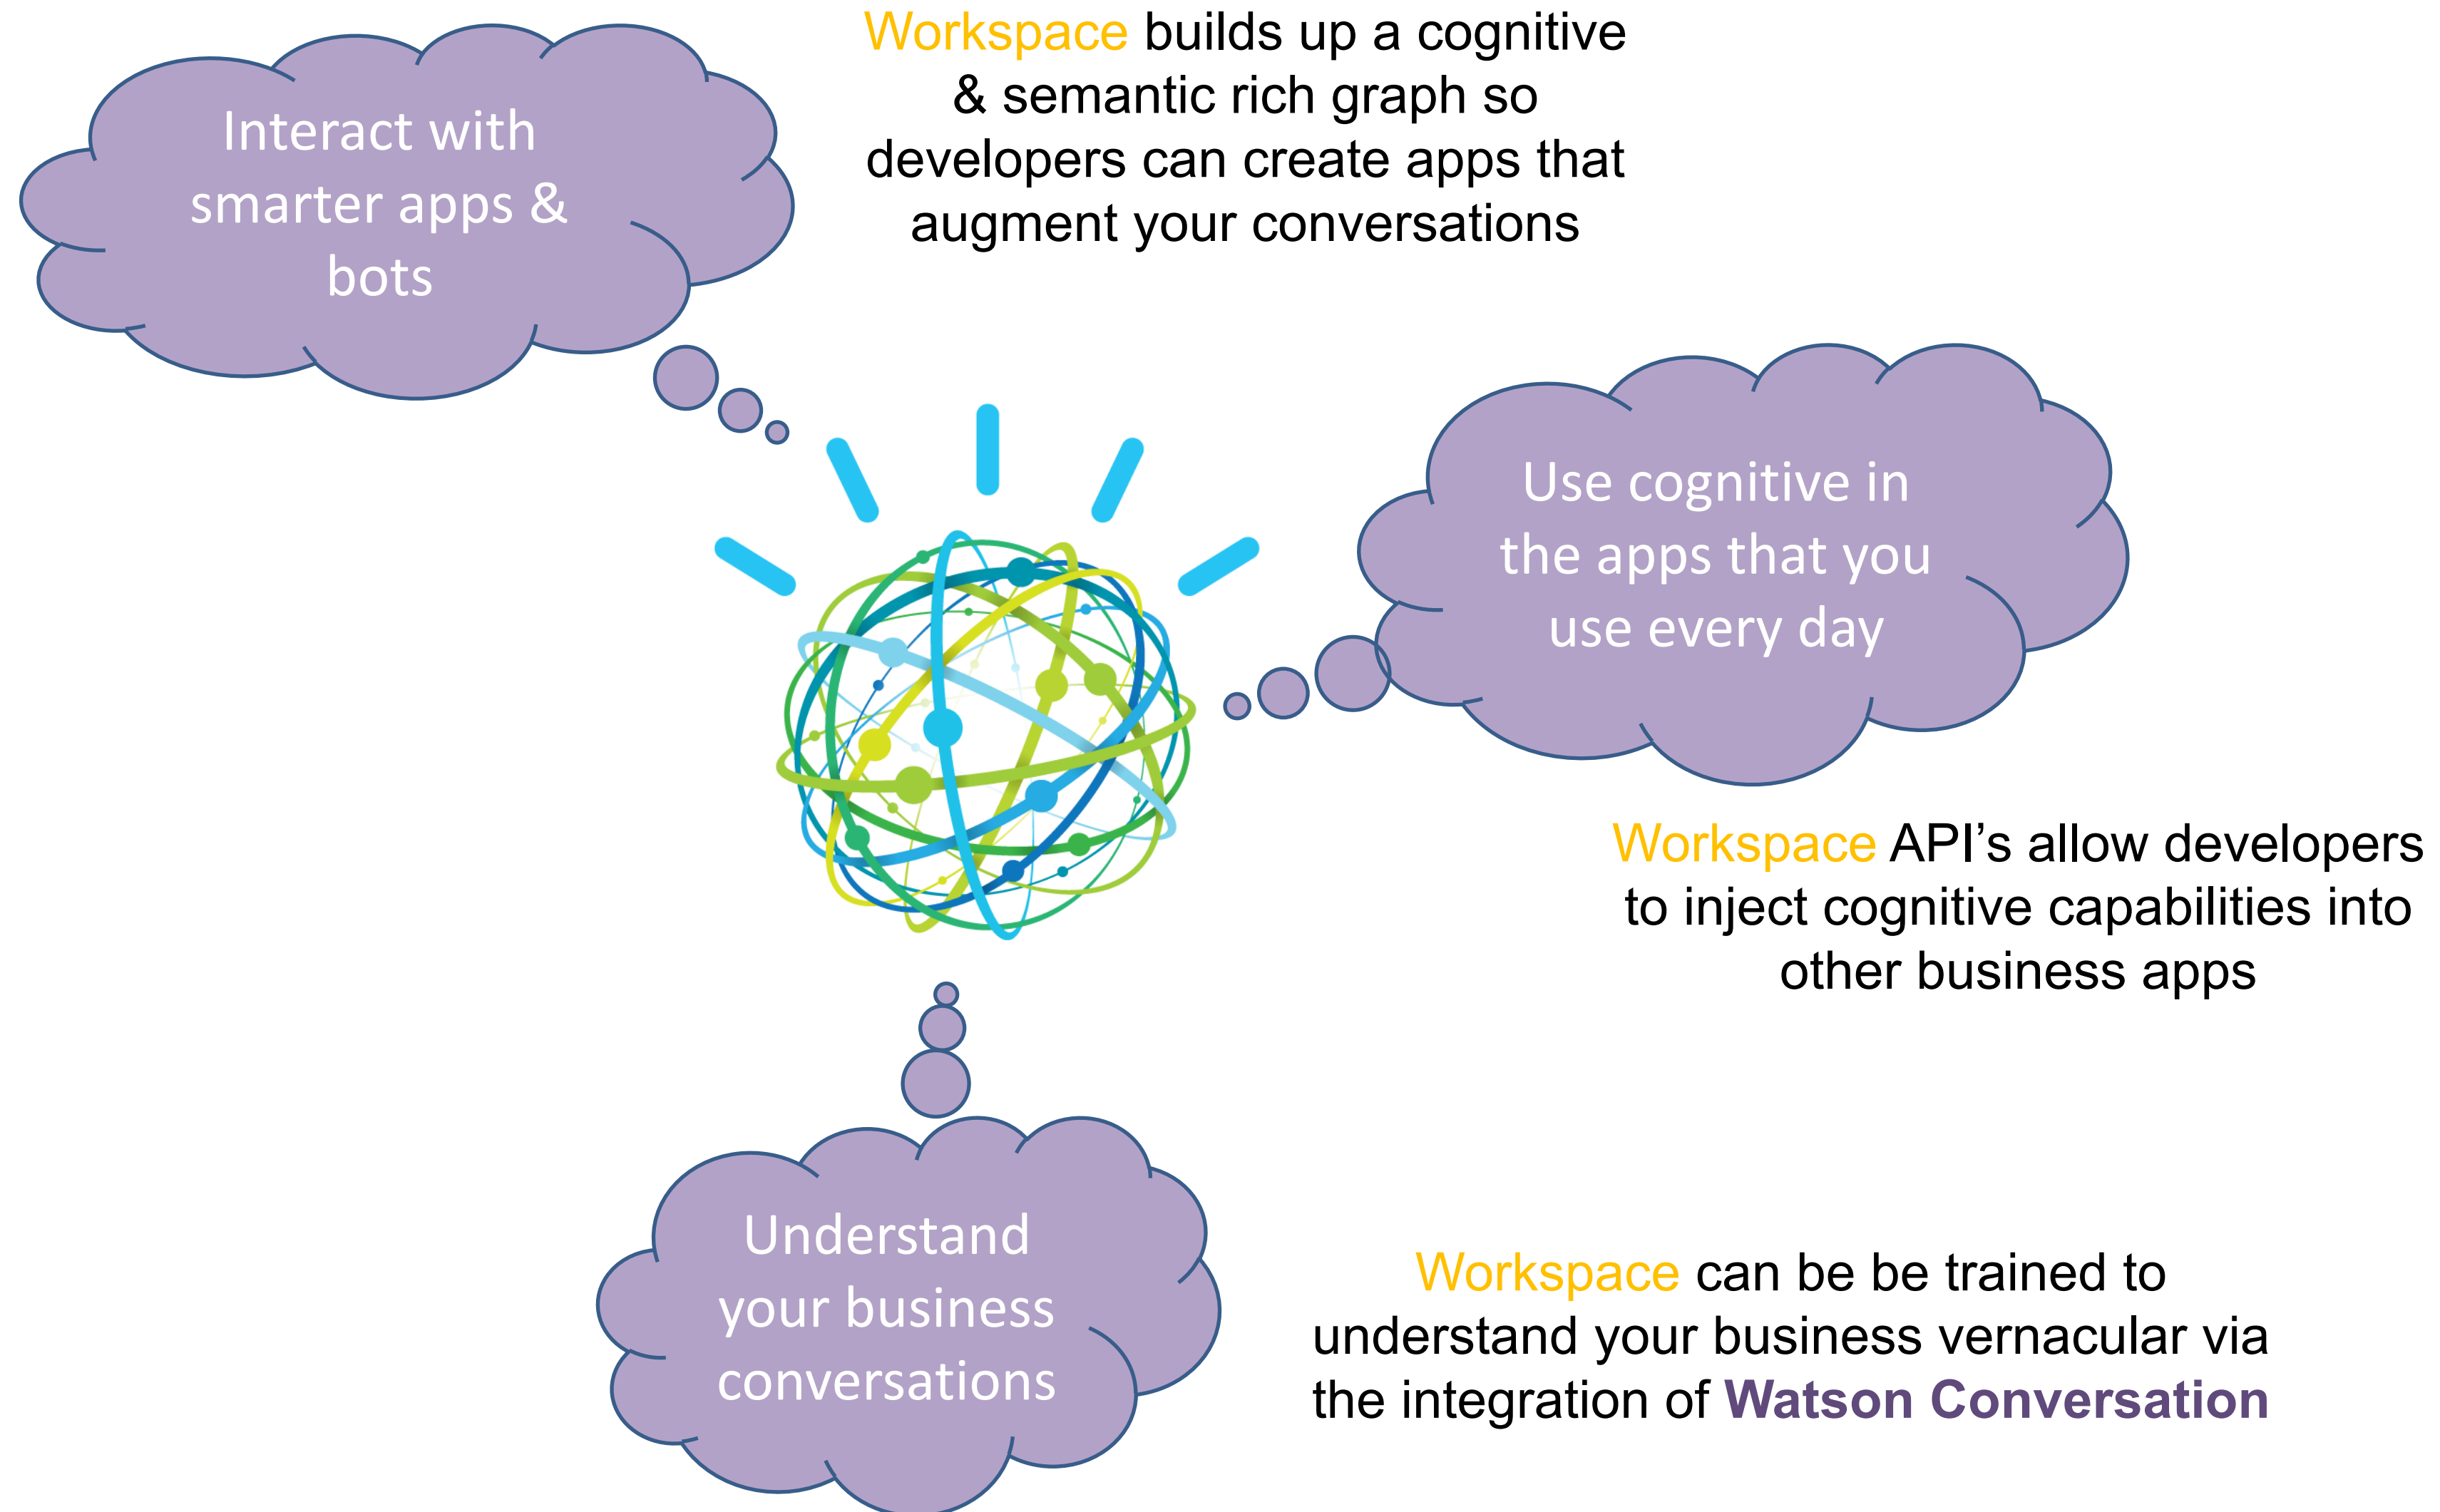 Workspace builds up a cognitive
& semantic rich graph so
developers can create apps that
augment your conversations
Interact with
smarter apps &
bots
Use cognitive in
the apps that you
use every day
Workspace API’s allow developers
to inject cognitive capabilities into
other business apps
Understand
your business
conversations
Workspace can be be trained to
understand your business vernacular via
the integration of Watson Conversation